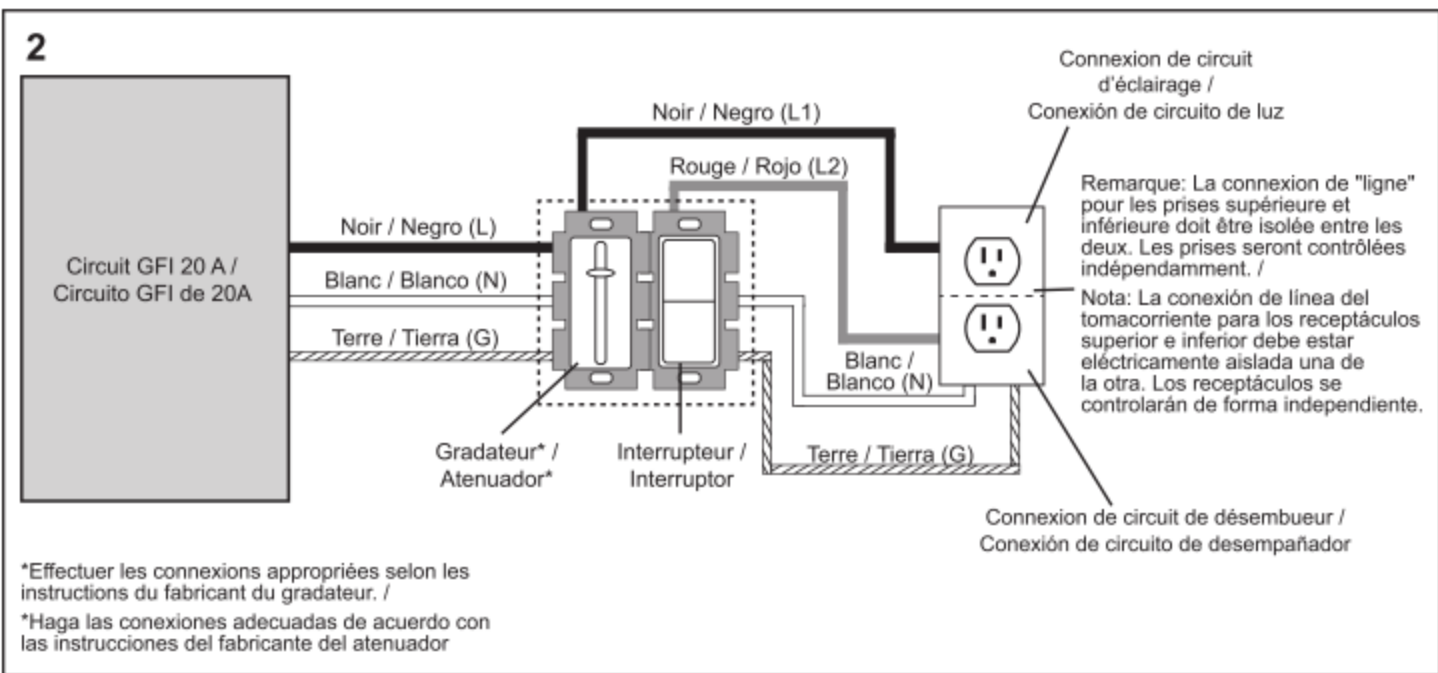 2
Connexion de circuit
d'éclairage /
Conexión de circuito de luz
Noir / Negro (L1)
Rouge / Rojo (L2)
Noir / Negro (L)
Blanc / Blanco (N)
Terre / Tierra (G)
Circuit GFI 20 A /
Circuito GFI de 20A
Remarque: La connexion de "ligne"
pour les prises supérieure et
inférieure doit être isolée entre les
deux. Les prises seront contrôlées
indépendamment. /
Nota: La conexión de línea del
tomacorriente para los receptáculos
superior e inferior debe estar
eléctricamente aislada una de
la otra. Los receptáculos se
controlarán de forma independiente.
Blanc /
Blanco (N)
Gradateur* /
Atenuador*
Interrupteur /
Interruptor
Terre / Tierra (G)
Connexion de circuit de désembueur /
Conexión de circuito de desempañador
*Effectuer les connexions appropriées selon les
instructions du fabricant du gradateur. /
*Haga las conexiones adecuadas de acuerdo con
las instrucciones del fabricante del atenuador